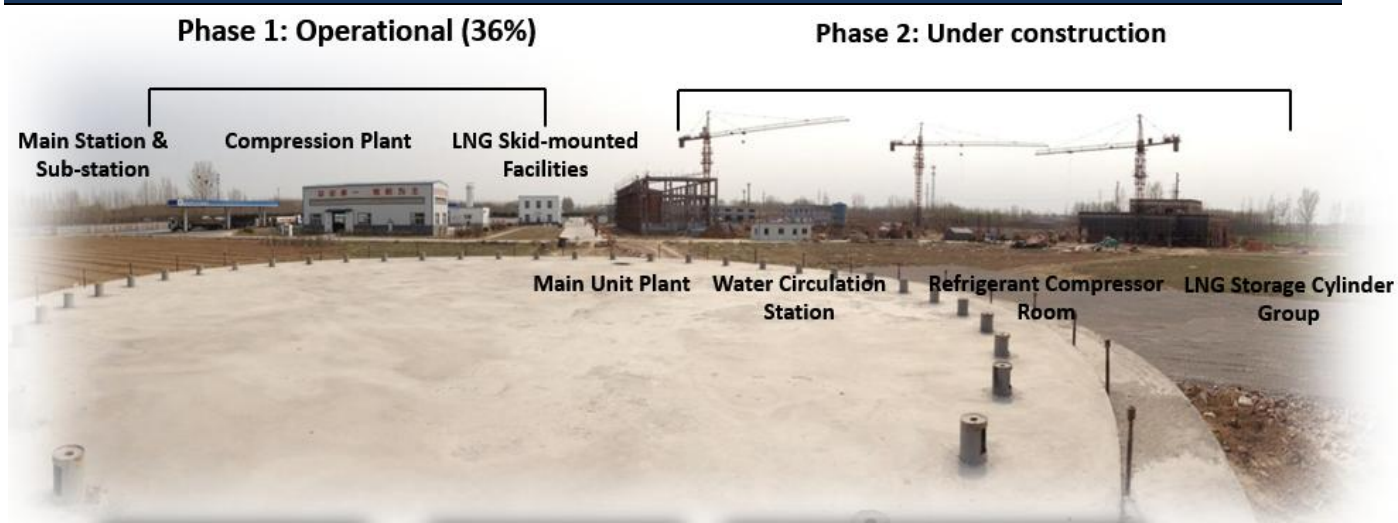 Phase 1: Operational (36%)
Phase 2: Under construction
Main Station &
Sub-station
Compression Plant
LNG Skid-mounted
Facilities
Main Unit Plant
Water Circulation
Station
Refrigerant Compressor
Room
LNG Storage Cylinder
Group